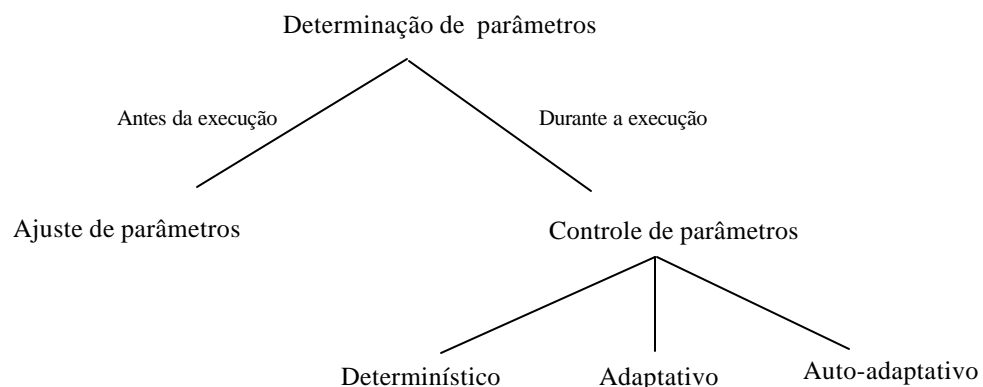 Determinação de parâmetros
Antes da execução
Durante a execução
Ajuste de parâmetros
Controle de parâmetros
Determinístico
Adaptativo
Auto-adaptativo